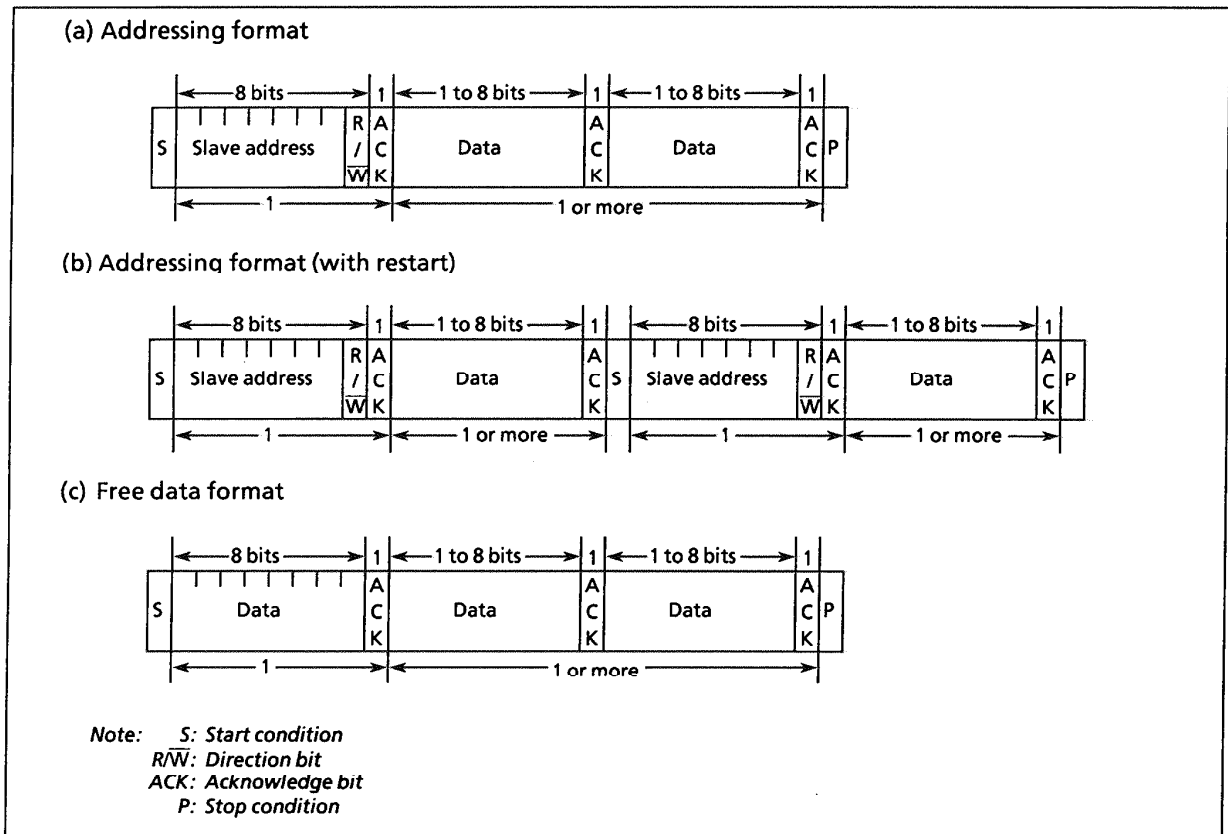 (a) Addressing format
8 bits 1 1 to 8 bits 1 1 to 8 bits 1
S Slave address R/W̅ ACK Data ACK Data ACK P
1 1 or more
(b) Addressing format (with restart)
8 bits 1 1 to 8 bits 1 8 bits 1 1 to 8 bits 1
S Slave address R/W̅ ACK Data ACK S Slave address R/W̅ ACK Data ACK P
1 1 or more 1 1 or more
(c) Free data format
8 bits 1 1 to 8 bits 1 1 to 8 bits 1
S Data ACK Data ACK Data ACK P
1 1 or more
Note: S: Start condition
R/W̅: Direction bit
ACK: Acknowledge bit
P: Stop condition